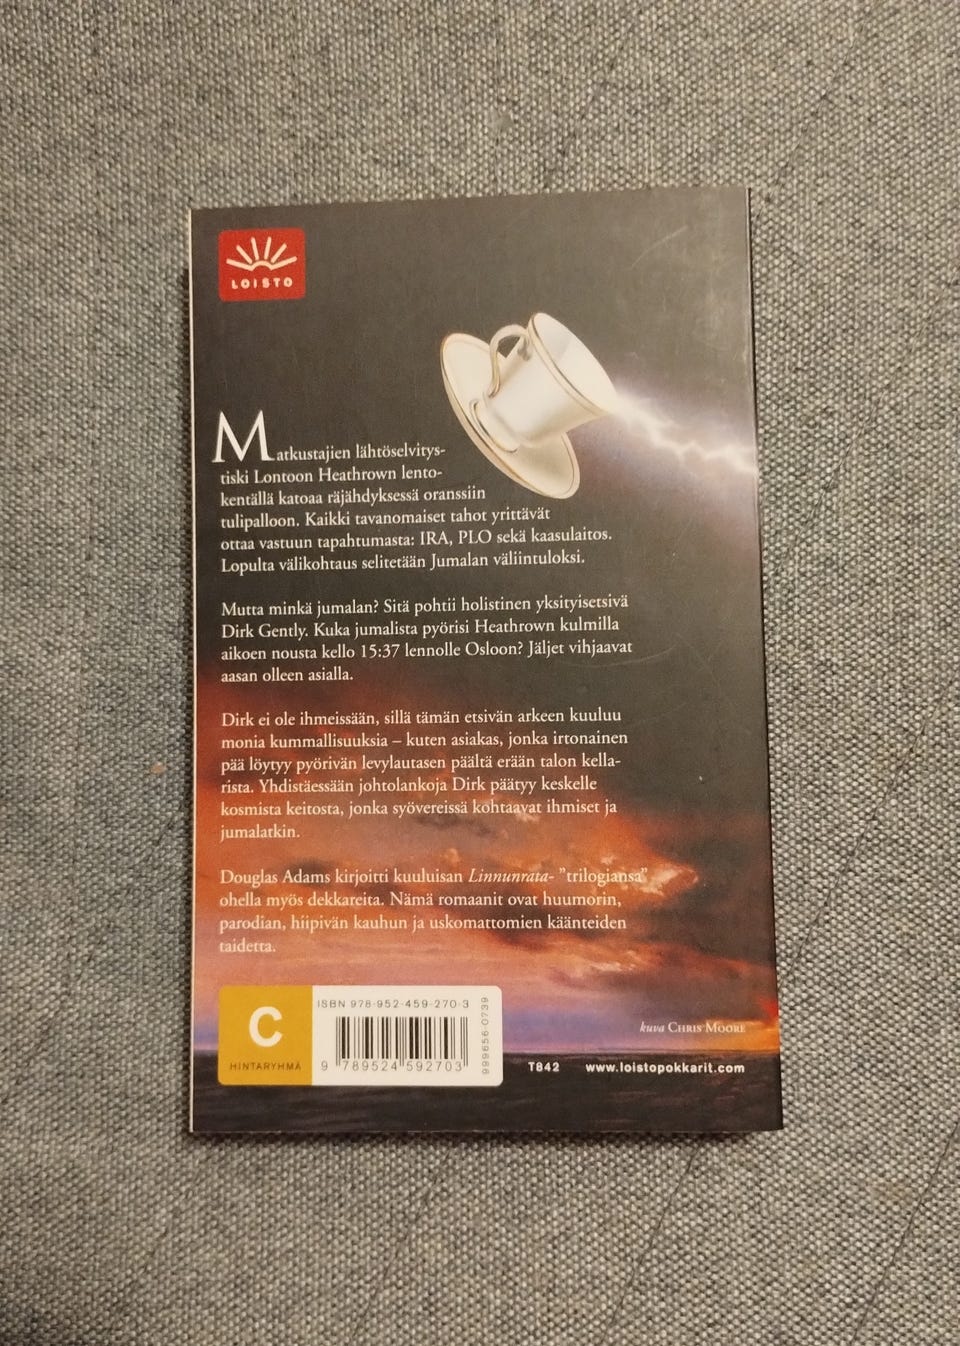 LOISTO
Matkustajien lähtöselvitys-
tiski Lontoon Heathrown lento-
kentällä katoaa räjähdyksessä oranssiin
tulipalloon. Kaikki tavanomaiset tahot yrittävät
ottaa vastuun tapahtumasta: IRA, PLO sekä kaasulaitos.
Lopulta välikohtaus selitetään Jumalan väliintuloksi.
Mutta minkä jumalan? Sitä pohtii holistinen yksityisetsivä
Dirk Gently. Kuka jumalista pyörisi Heathrown kulmilla
aikoen nousta kello 15:37 lennolle Osloon? Jäljet vihjaavat
aasan olleen asialla.
Dirk ei ole ihmeissään, sillä tämän etsivän arkeen kuuluu
monia kummallisuuksia – kuten asiakas, jonka irtonainen
pää löytyy pyörivän levylautasen päältä erään talon kella-
rista. Yhdistäessään johtolankoja Dirk päätyy keskelle
kosmista keitosta, jonka syövereissä kohtaavat ihmiset ja
jumalatkin.
Douglas Adams kirjoitti kuuluisan Linnunrata- ”trilogiansa”
ohella myös dekkareita. Nämä romaanit ovat huumorin,
parodian, hiipivän kauhun ja uskomattomien käänteiden
taidetta.
C
HINTARYHMÄ
ISBN 978-952-459-270-3
9 789524 592703
999656-0739
kuva CHRIS MOORE
T842 www.loistopokkarit.com